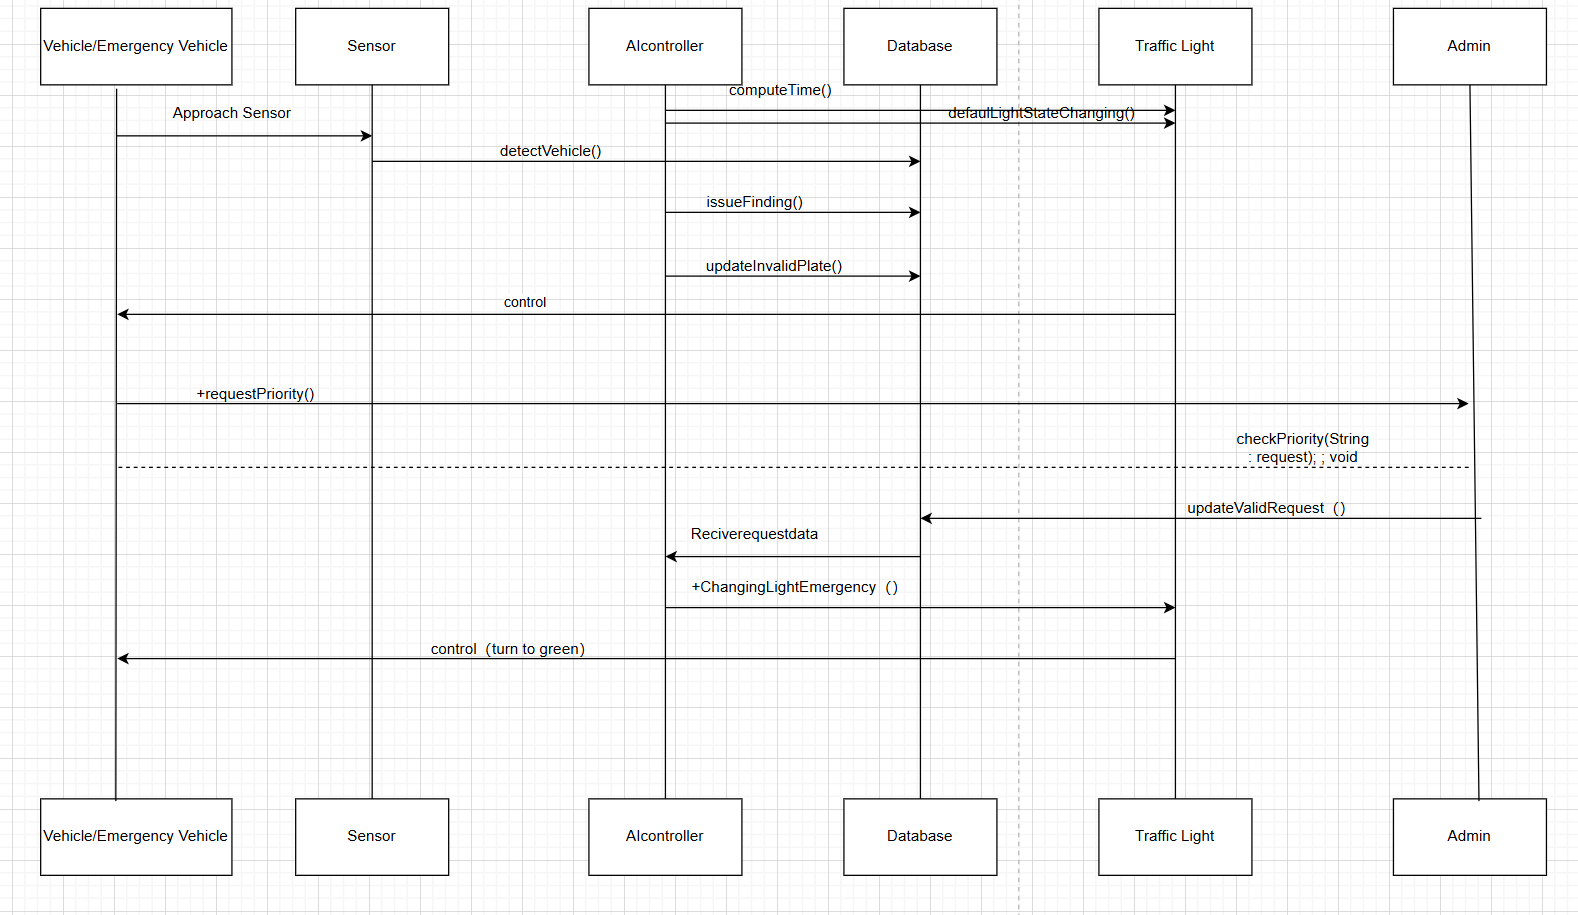 Vehicle/Emergency Vehicle
Sensor
AIcontroller
Database
Traffic Light
Admin
computeTime()
defaulLightStateChanging()
Approach Sensor
detectVehicle()
issueFinding()
updateInvalidPlate()
control
+requestPriority()
checkPriority(String
: request); ; void
updateValidRequest（）
Reciverequestdata
+ChangingLightEmergency（）
control（turn to green）
Vehicle/Emergency Vehicle
Sensor
AIcontroller
Database
Traffic Light
Admin